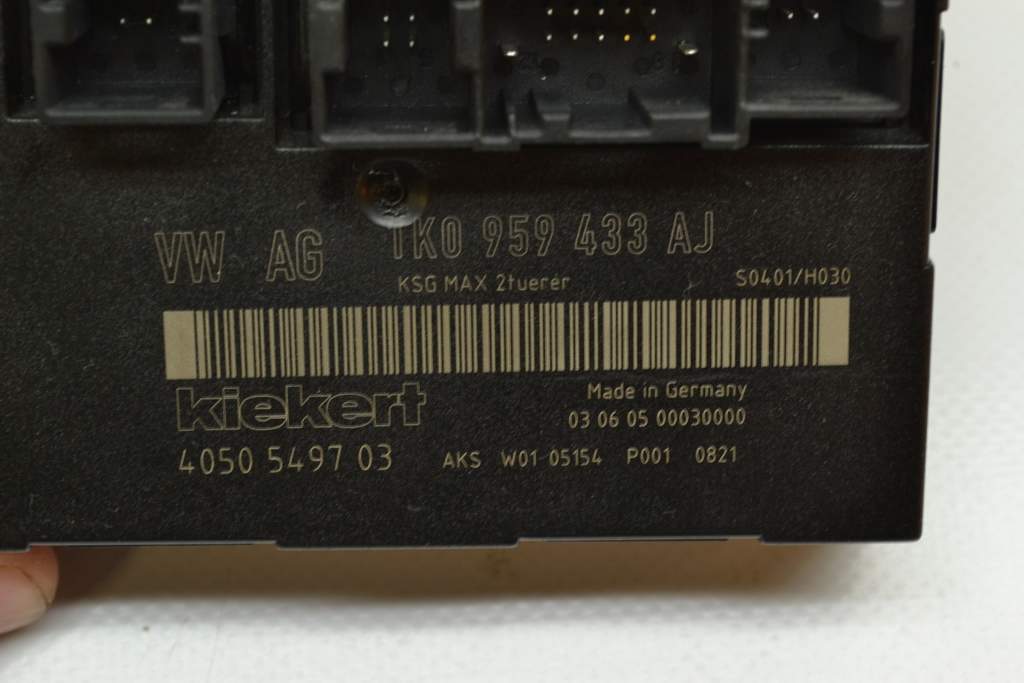 VW AG 1K0 959 433 AJ
KSG MAX 2tuerer S0401/H030
kiekert
Made in Germany
03 06 05 00030000
4050 5497 03 AKS W01 05154 P001 0821